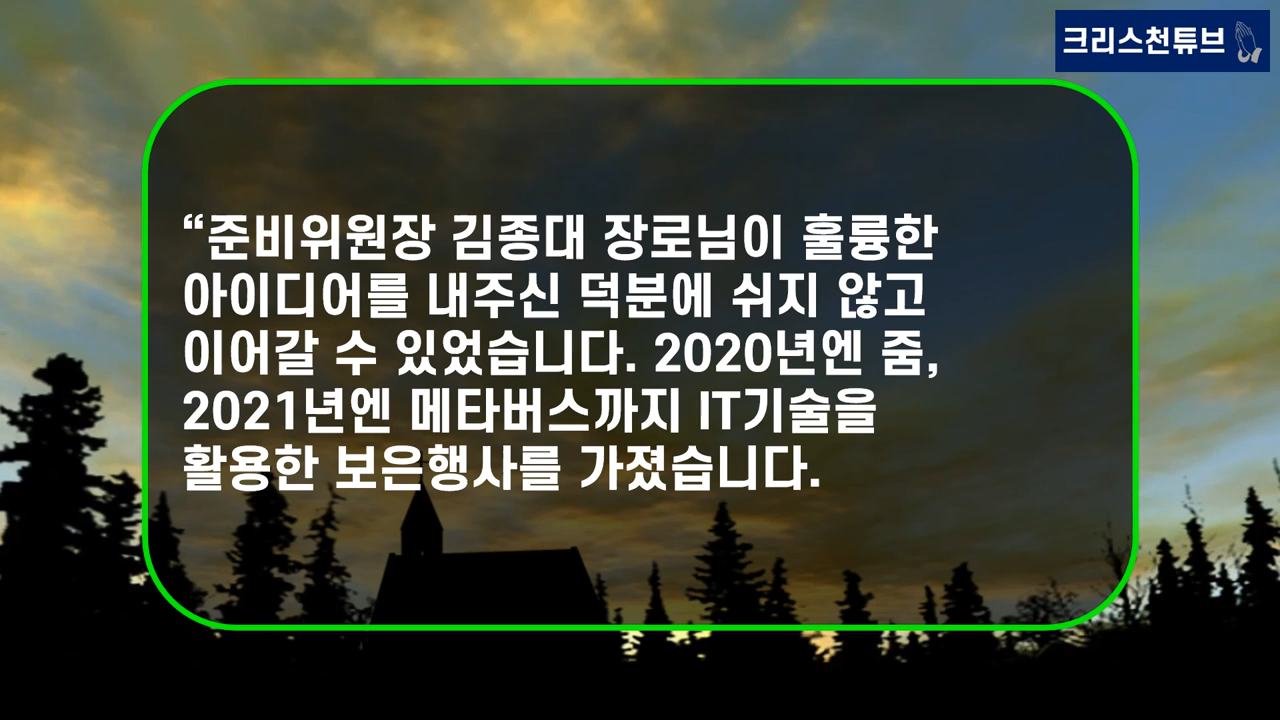 크리스천튜브
“준비위원장 김종대 장로님이 훌륭한
아이디어를 내주신 덕분에 쉬지 않고
이어갈 수 있었습니다. 2020년엔 줌,
2021년엔 메타버스까지 IT기술을
활용한 보은행사를 가졌습니다.